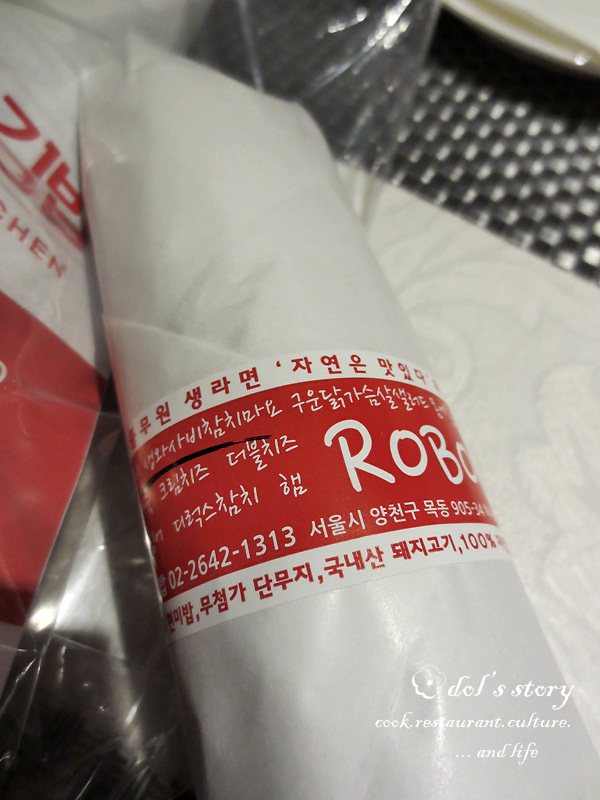 김밥
CHEN
무원 생라면 '자연은 맛있다'
생와사비참치마요 구운닭가슴살샐러드
크림치즈 더블치즈
디럭스참치 햄
ROBO
02-2642-1313 서울시 양천구 목동 905-34
현미밥,무첨가 단무지,국내산 돼지고기,100%
dol's story
cook.restaurant.culture.
... and life